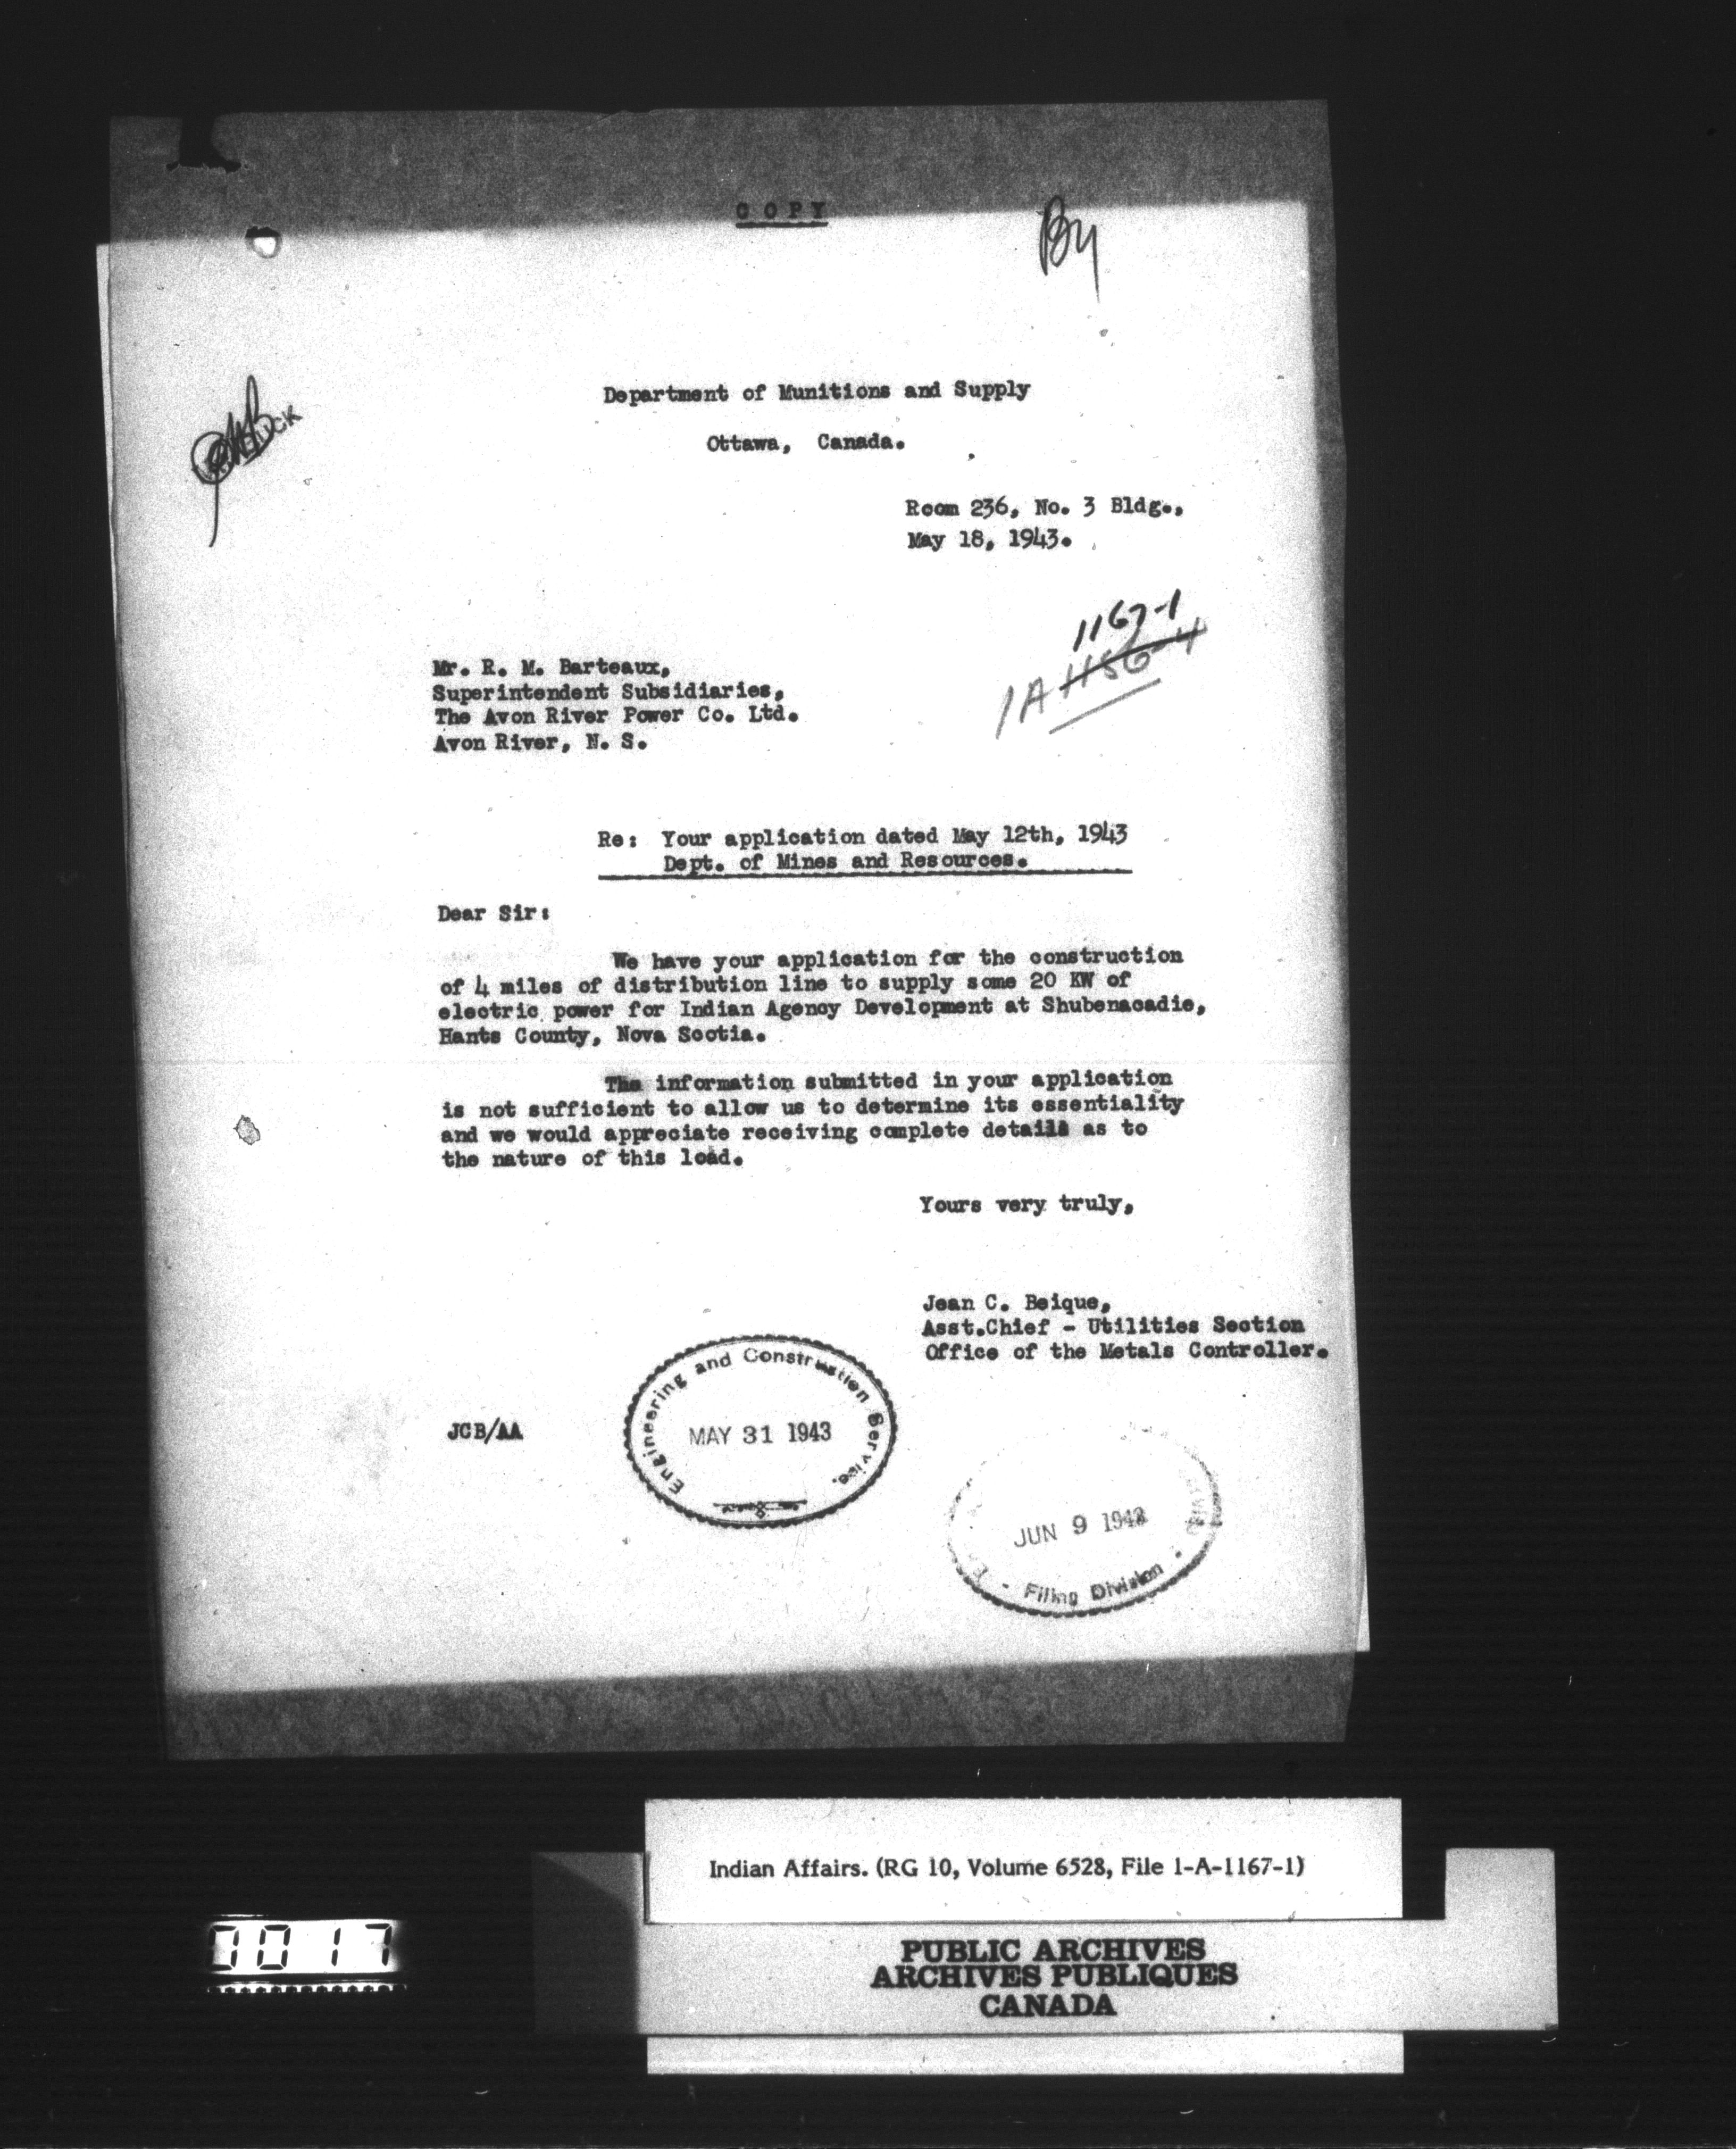 COPY
By
Department of Munitions and Supply
Ottawa, Canada.
Room 236, No. 3 Bldg.,
May 18, 1943.
1167-1
1A 1156-4
Mr. R. M. Barteaux,
Superintendent Subsidiaries,
The Avon River Power Co. Ltd.
Avon River, N. S.
Re: Your application dated May 12th, 1943
Dept. of Mines and Resources.
Dear Sir:
We have your application for the construction
of 4 miles of distribution line to supply some 20 KW of
electric power for Indian Agency Development at Shubenacadie,
Hants County, Nova Scotia.
The information submitted in your application
is not sufficient to allow us to determine its essentiality
and we would appreciate receiving complete details as to
the nature of this load.
Yours very truly,
Jean C. Beique,
Asst.Chief - Utilities Section
Office of the Metals Controller.
JCB/AA
Engineering and Construction Service.
MAY 31 1943
JUN 9 1943
- Filing Division -
Indian Affairs. (RG 10, Volume 6528, File 1-A-1167-1)
0017
PUBLIC ARCHIVES
ARCHIVES PUBLIQUES
CANADA